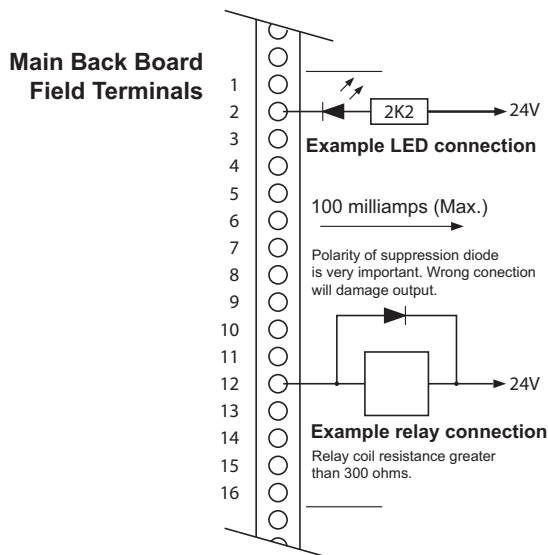 Main Back Board
Field Terminals
1
2
2K2
24V
3
Example LED connection
4
5
6
100 milliamps (Max.)
7
Polarity of suppression diode
8
is very important. Wrong conection
will damage output.
9
10
11
12
24V
13
Example relay connection
14
Relay coil resistance greater
15
than 300 ohms.
16